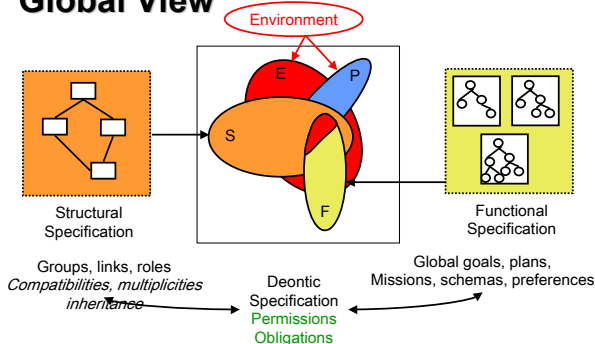 Global View
Environment
E
P
S
F
Structural
Specification
Functional
Specification
Groups, links, roles
Compatibilities, multiplicities
inheritance
Global goals, plans,
Missions, schemas, preferences
Deontic
Specification
Permissions
Obligations